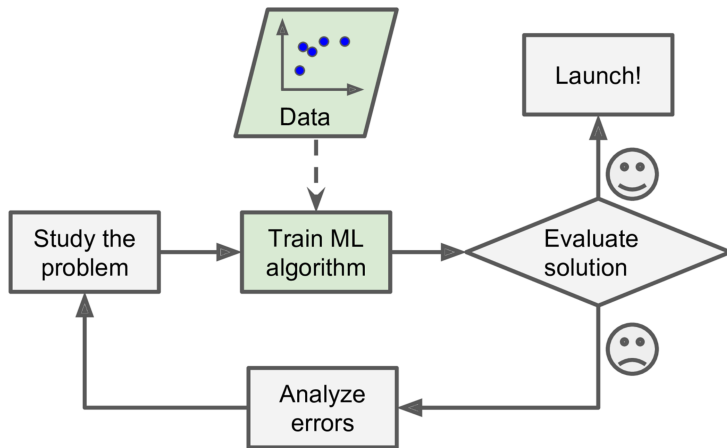 Data
Launch!
Study the
problem
Train ML
algorithm
Evaluate
solution
Analyze
errors